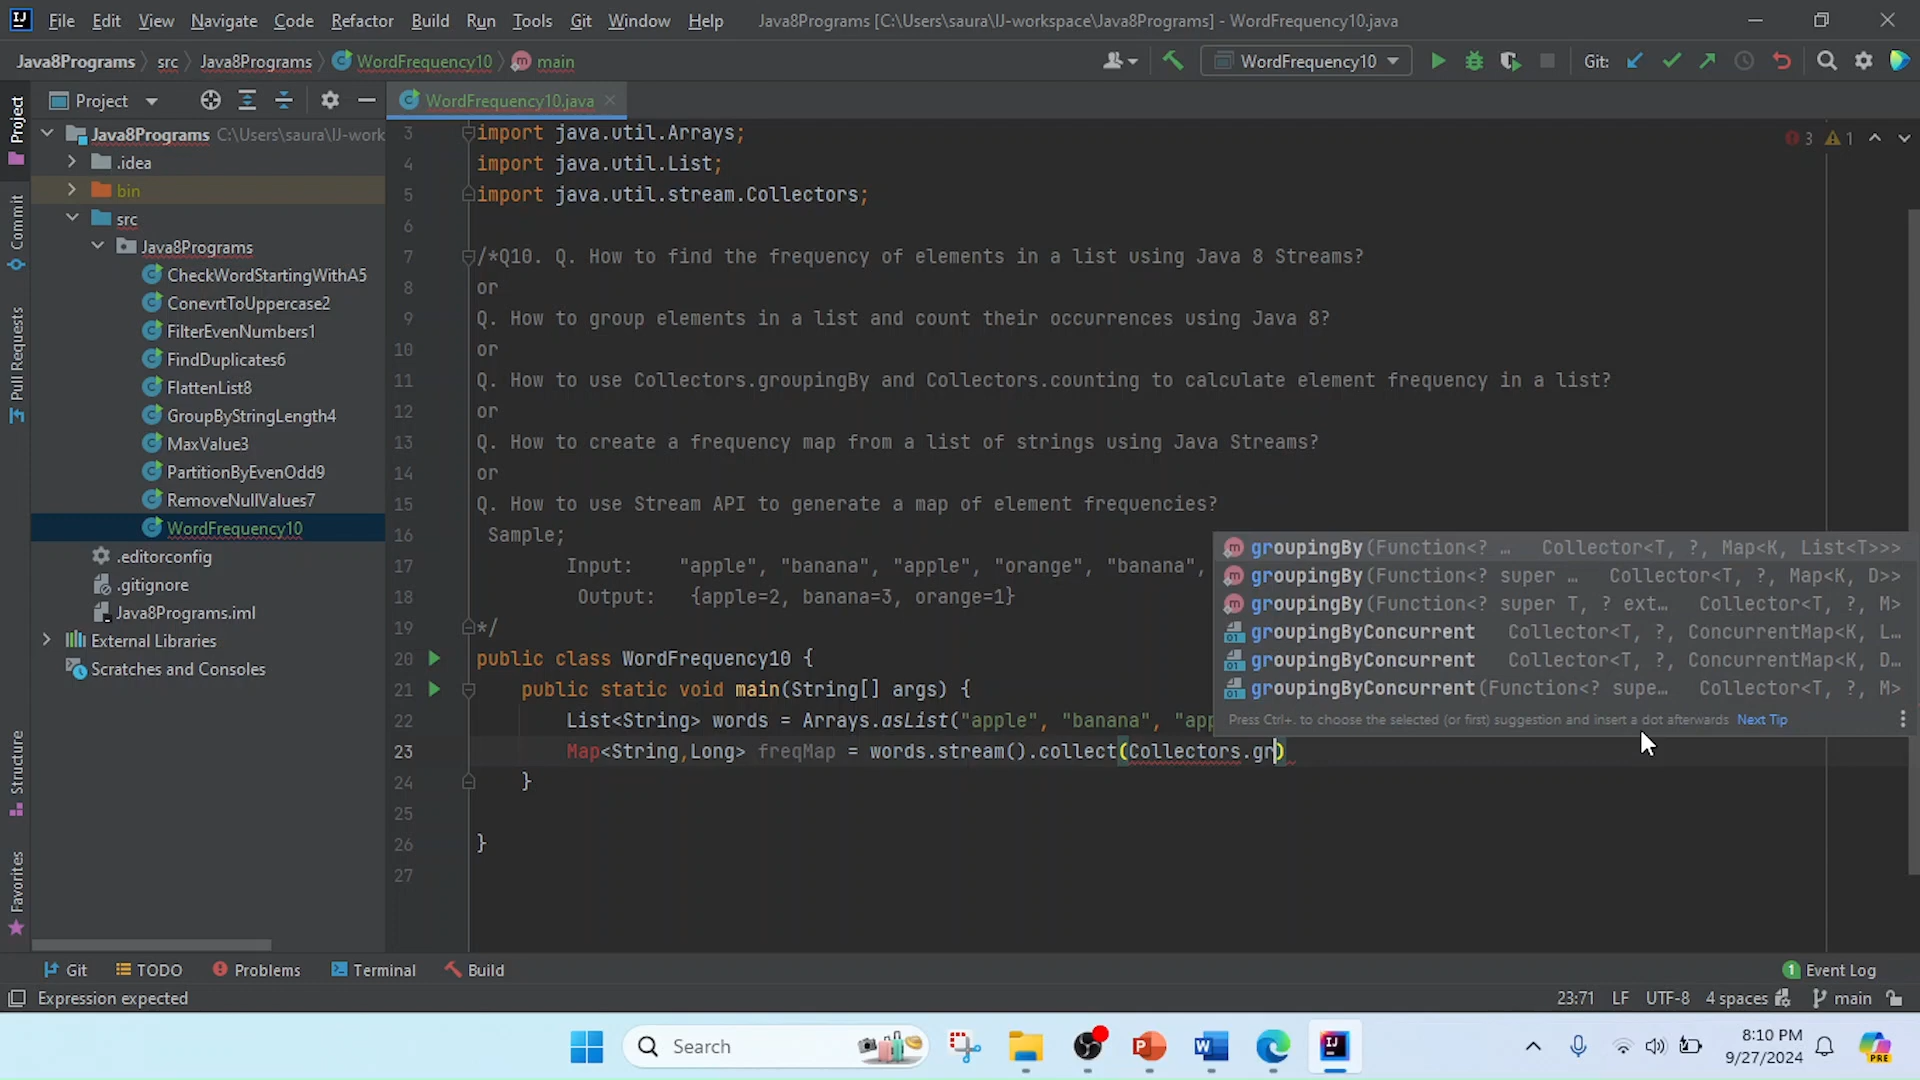 File Edit View Navigate Code Refactor Build Run Tools Git Window Help Java8Programs [C:\Users\saura\IJ-workspace\Java8Programs] - WordFrequency10.java
Java8Programs src Java8Programs WordFrequency10 main WordFrequency10 Git:
Project WordFrequency10.java
Java8Programs C:\Users\saura\IJ-work
.idea
bin
src
Java8Programs
CheckWordStartingWithA5
ConevrtToUppercase2
FilterEvenNumbers1
FindDuplicates6
FlattenList8
GroupByStringLength4
MaxValue3
PartitionByEvenOdd9
RemoveNullValues7
WordFrequency10
.editorconfig
.gitignore
Java8Programs.iml
External Libraries
Scratches and Consoles
Project
Commit
Pull Requests
Structure
Favorites
3 1
3 import java.util.Arrays;
4 import java.util.List;
5 import java.util.stream.Collectors;
6
7 /*Q10. Q. How to find the frequency of elements in a list using Java 8 Streams?
8 or
9 Q. How to group elements in a list and count their occurrences using Java 8?
10 or
11 Q. How to use Collectors.groupingBy and Collectors.counting to calculate element frequency in a list?
12 or
13 Q. How to create a frequency map from a list of strings using Java Streams?
14 or
15 Q. How to use Stream API to generate a map of element frequencies?
16 Sample;
17 Input: "apple", "banana", "apple", "orange", "banana",
18 Output: {apple=2, banana=3, orange=1}
19 */
20 public class WordFrequency10 {
21 public static void main(String[] args) {
22 List<String> words = Arrays.asList("apple", "banana", "app
23 Map<String,Long> freqMap = words.stream().collect(Collectors.gr)
24 }
25
26 }
27
groupingBy(Function<? … Collector<T, ?, Map<K, List<T>>>
groupingBy(Function<? super … Collector<T, ?, Map<K, D>>
groupingBy(Function<? super T, ? ext… Collector<T, ?, M>
groupingByConcurrent Collector<T, ?, ConcurrentMap<K, L…
groupingByConcurrent Collector<T, ?, ConcurrentMap<K, D…
groupingByConcurrent(Function<? supe… Collector<T, ?, M>
Press Ctrl+. to choose the selected (or first) suggestion and insert a dot afterwards Next Tip
Git TODO Problems Terminal Build 1 Event Log
Expression expected 23:71 LF UTF-8 4 spaces main
Search
8:10 PM
9/27/2024
PRE